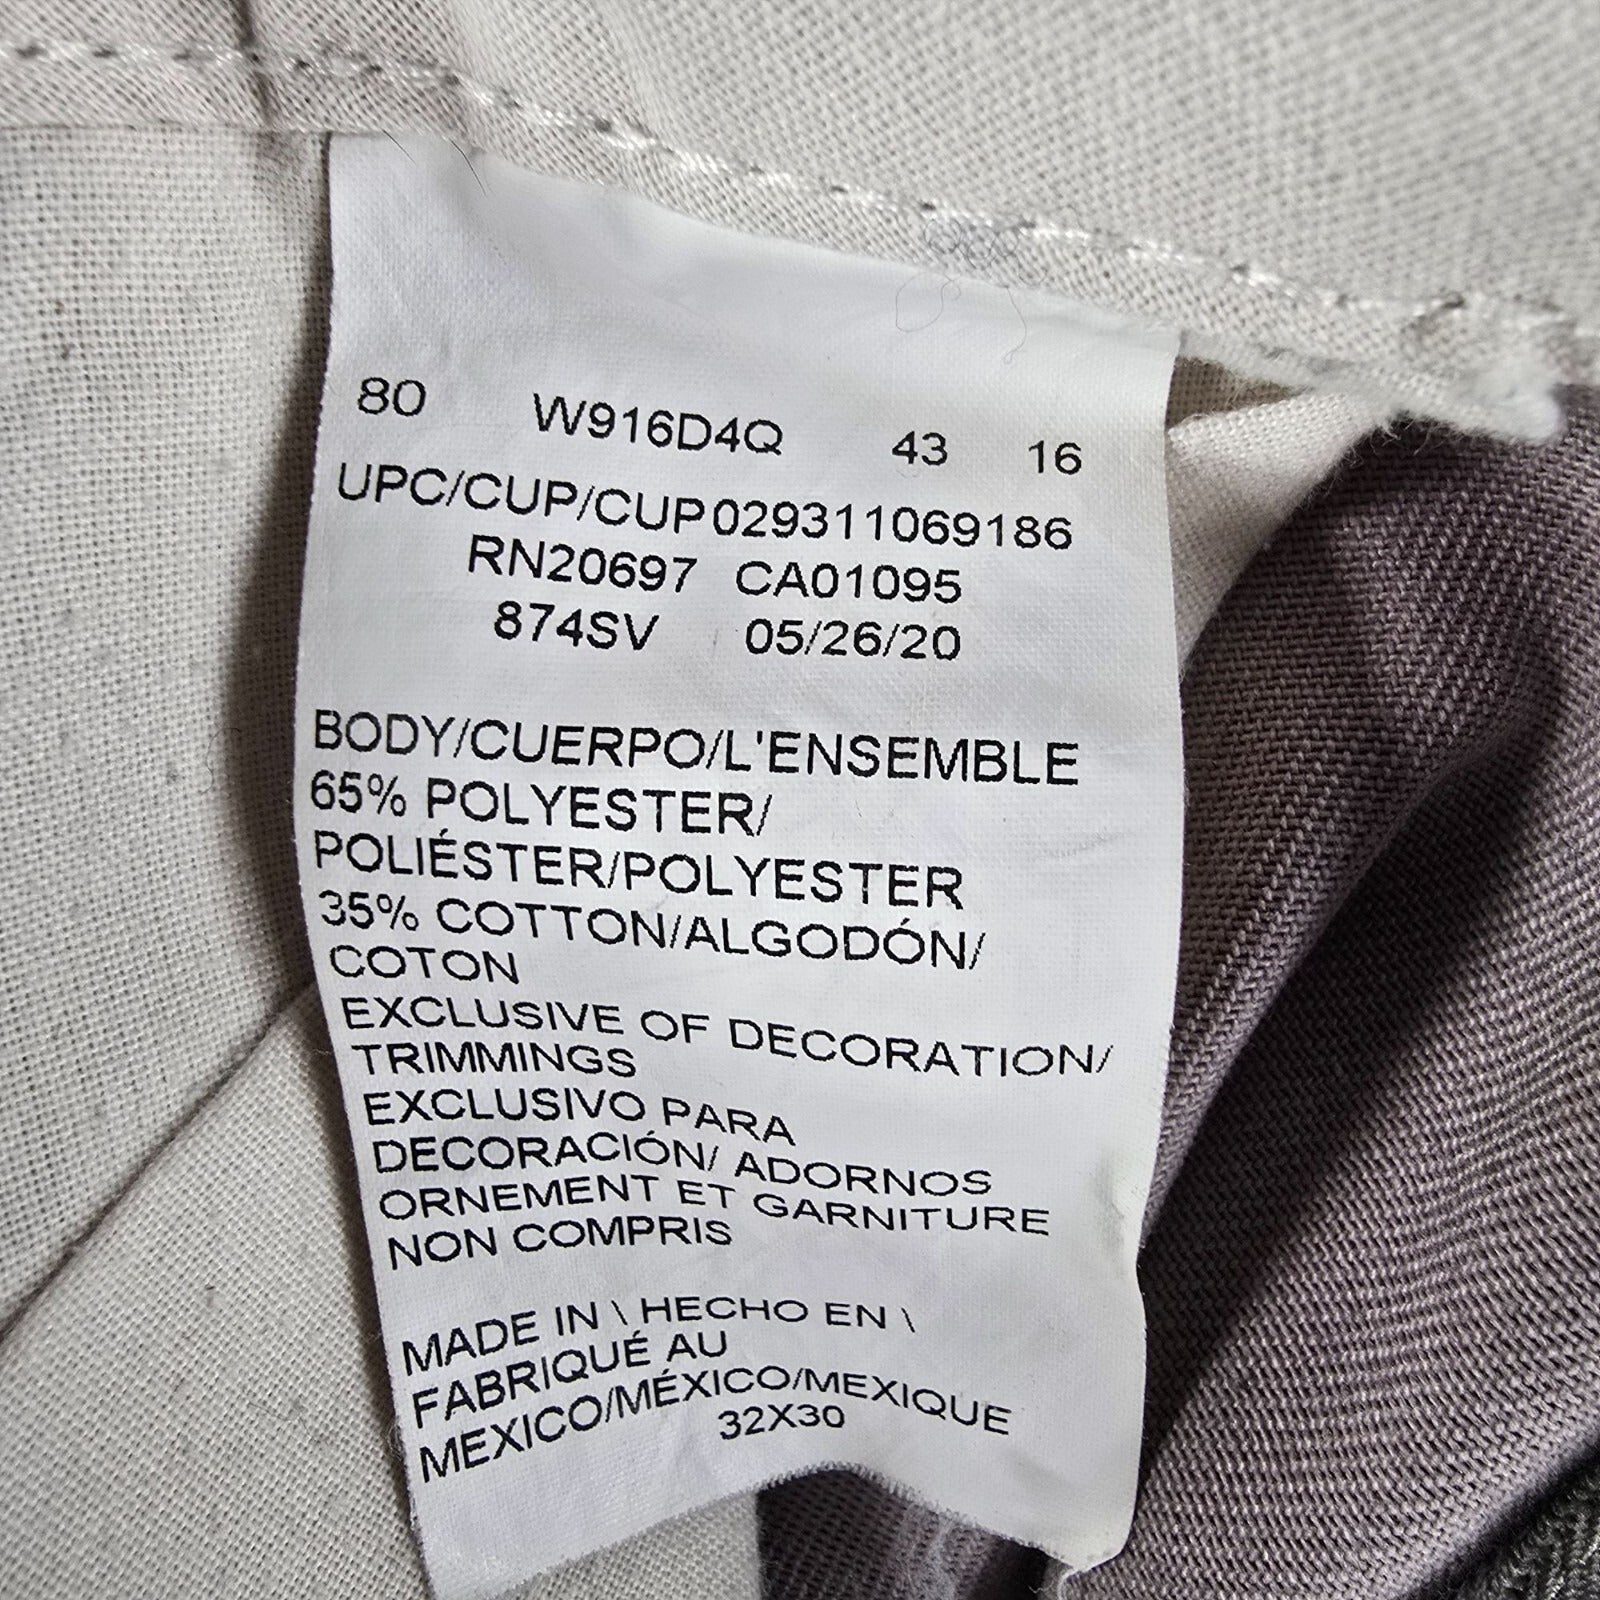 80 W916D4Q 43 16
UPC/CUP/CUP029311069186
RN20697 CA01095
874SV 05/26/20
BODY/CUERPO/L'ENSEMBLE
65% POLYESTER/
POLIÉSTER/POLYESTER
35% COTTON/ALGODÓN/
COTON
EXCLUSIVE OF DECORATION/
TRIMMINGS
EXCLUSIVO PARA
DECORACIÓN/ ADORNOS
ORNEMENT ET GARNITURE
NON COMPRIS
MADE IN \ HECHO EN \
FABRIQUÉ AU
MEXICO/MÉXICO/MEXIQUE
32X30